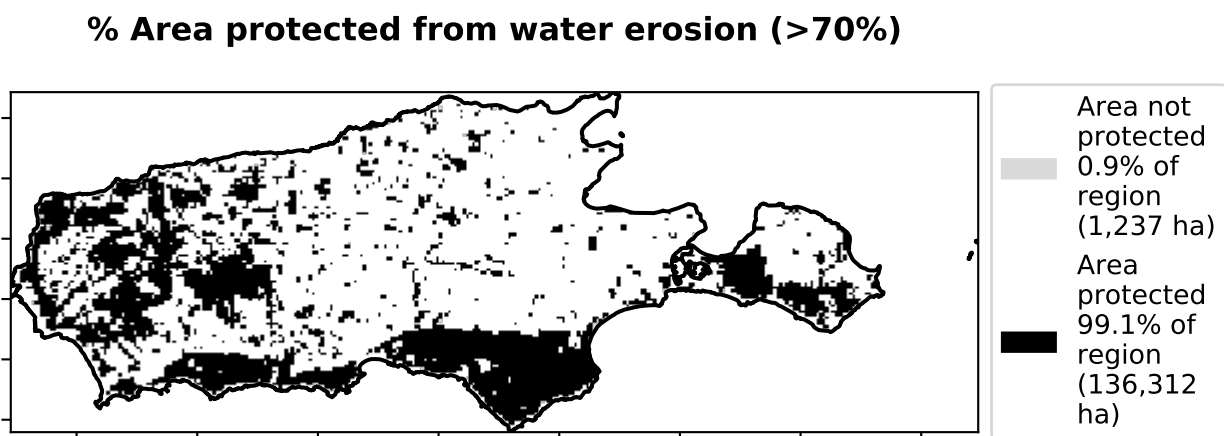 % Area protected from water erosion (>70%)
Area not
protected
0.9% of
region
(1,237 ha)
Area
protected
99.1% of
region
(136,312
ha)